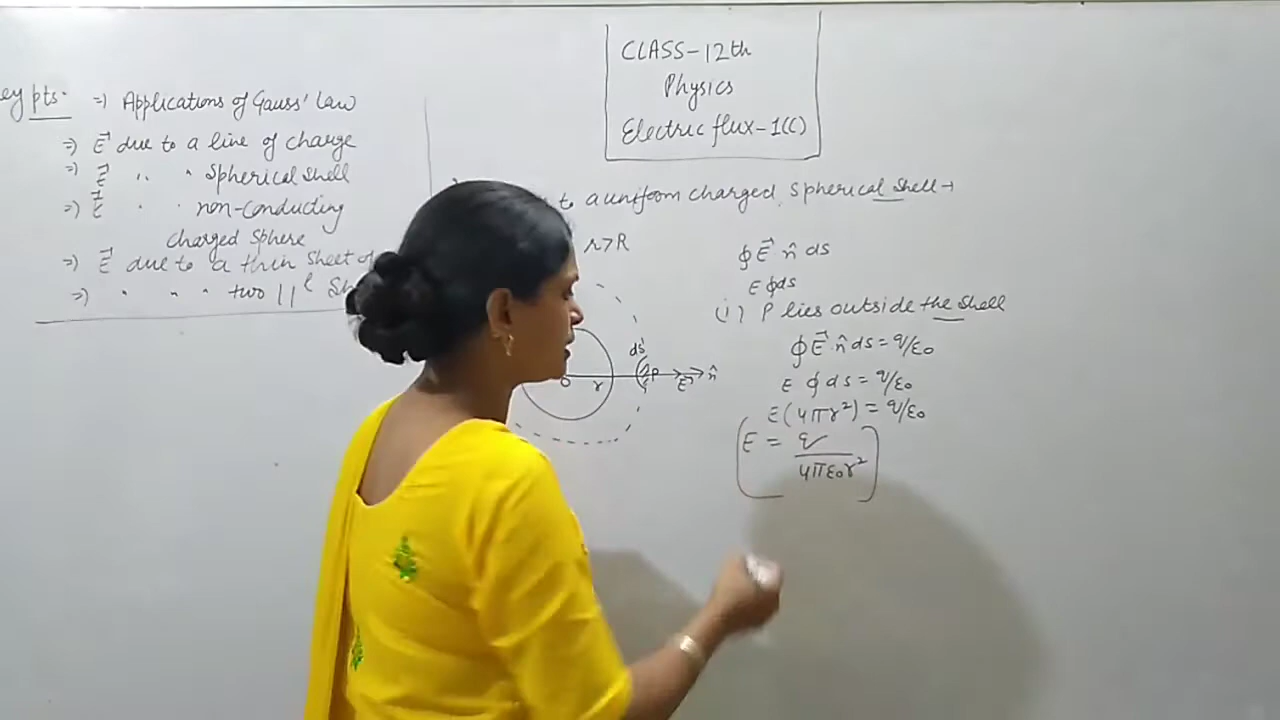 CLASS-12th
Physics
Electric flux-1(C)
ey pts. ⇒ Applications of Gauss' Law
⇒ E⃗ due to a line of charge
⇒ E⃗ " " Spherical shell
⇒ E⃗ " " non-conducting
charged sphere
⇒ E⃗ due to a thin sheet of
⇒ " " " two ||l Sh
to a uniform charged spherical shell→
r>R
∮E⃗ n̂ ds
E∮ds
(i) P lies outside the shell
∮E⃗ n̂ ds = q/ε₀
E ∮ds = q/ε₀
E(4πr²) = q/ε₀
E = q/4πε₀r²
ds
O r P E⃗ n̂